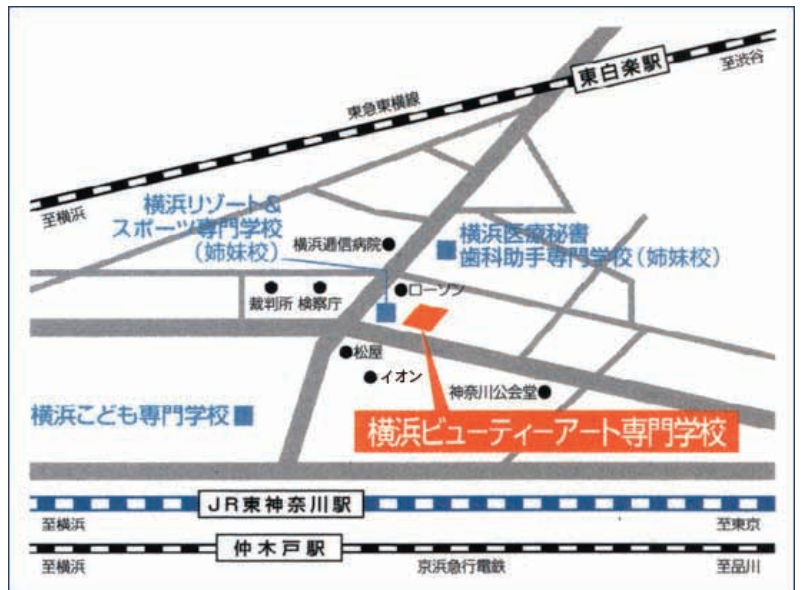 東白楽駅
至渋谷
東急東横線
至横浜
横浜リゾート&
スポーツ専門学校
(姉妹校)
横浜逓信病院
横浜医療秘書
歯科助手専門学校(姉妹校)
裁判所
検察庁
ローソン
松屋
イオン
神奈川公会堂
横浜こども専門学校
横浜ビューティーアート専門学校
JR東神奈川駅
至横浜
至東京
仲木戸駅
至横浜
京浜急行電鉄
至品川